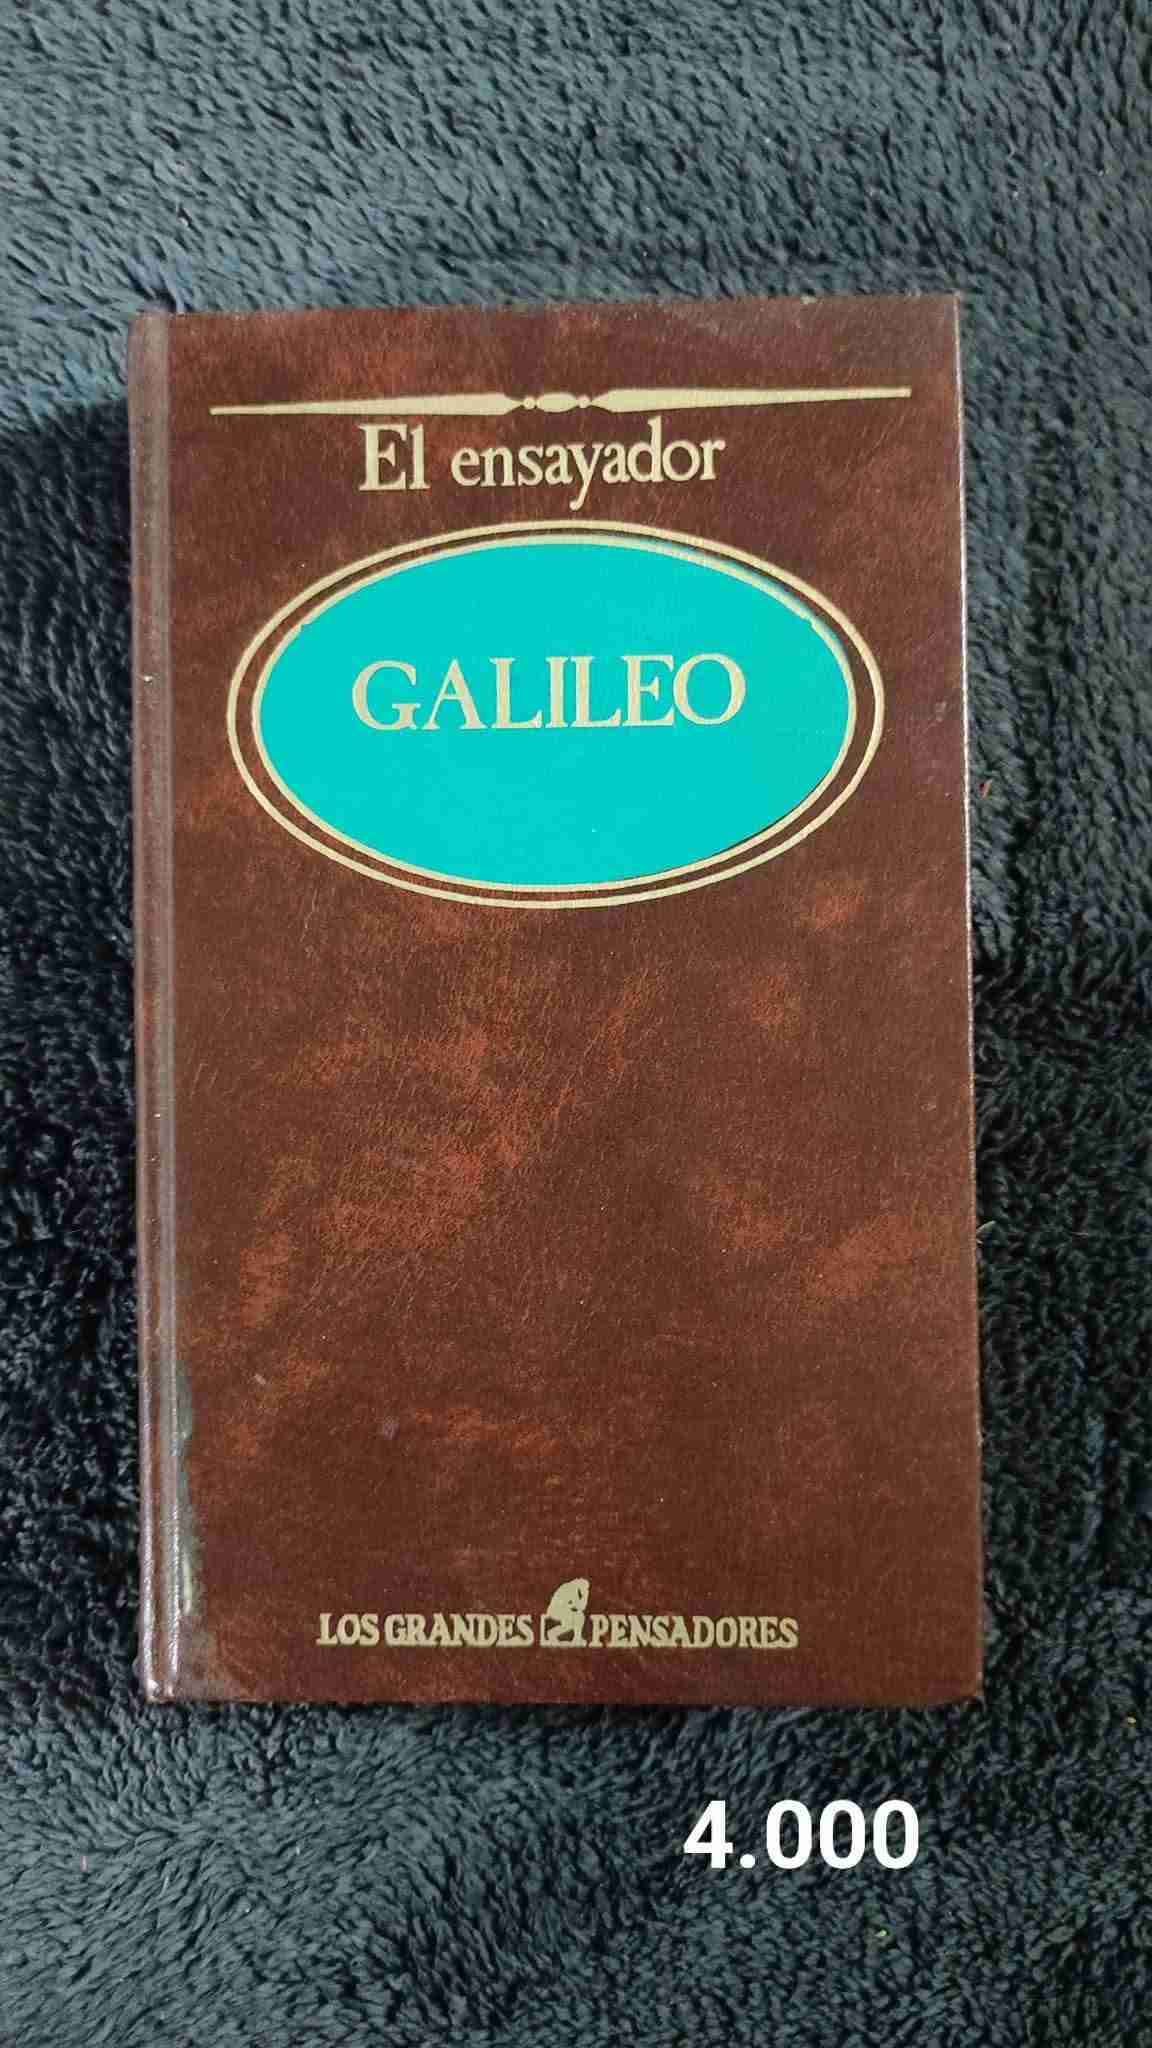 El ensayador
GALILEO
LOS GRANDES PENSADORES
4.000